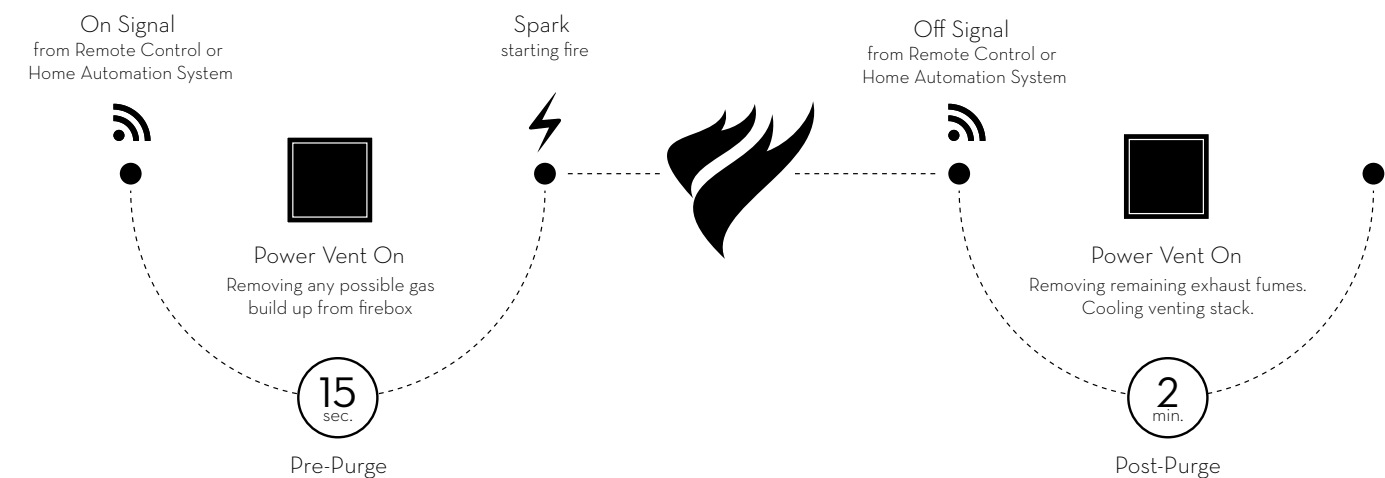 On Signal
from Remote Control or
Home Automation System
Spark
starting fire
Off Signal
from Remote Control or
Home Automation System
Power Vent On
Removing any possible gas
build up from firebox
Power Vent On
Removing remaining exhaust fumes.
Cooling venting stack.
15
sec.
Pre-Purge
2
min.
Post-Purge